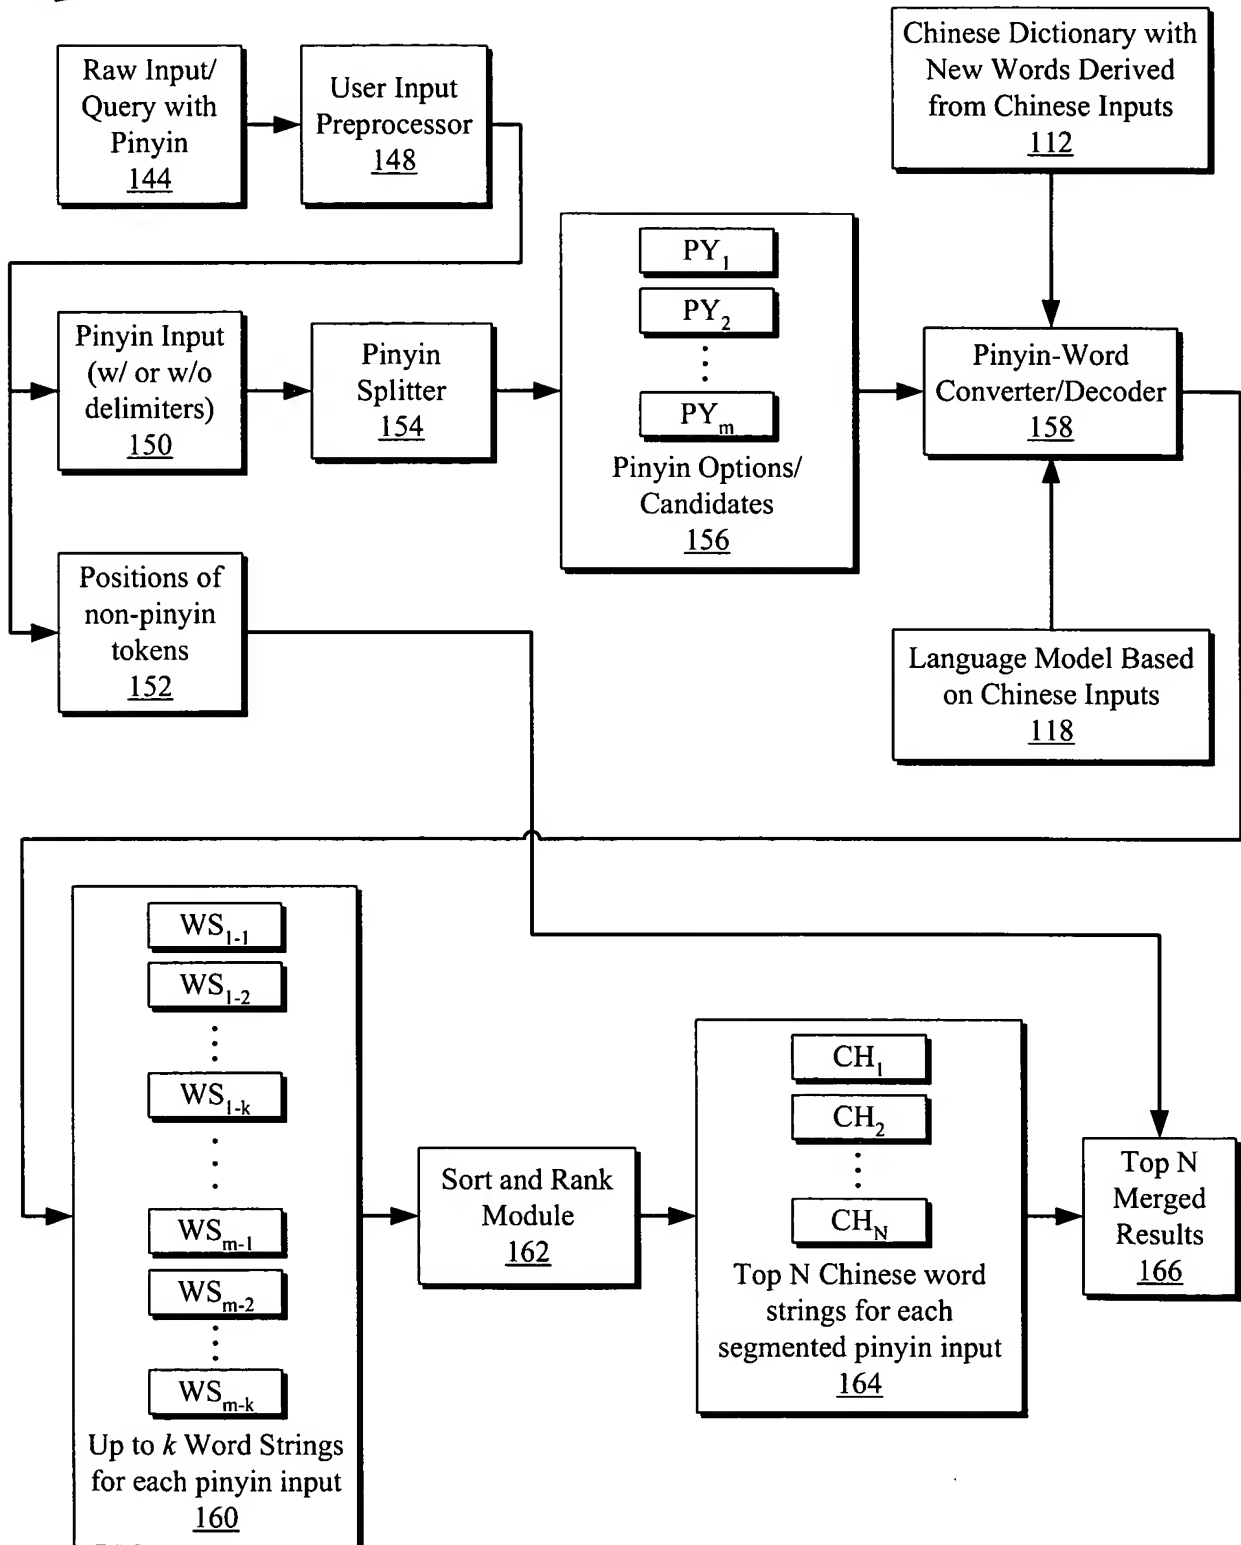 Raw Input/
Query with
Pinyin
144
User Input
Preprocessor
148
Chinese Dictionary with
New Words Derived
from Chinese Inputs
112
Pinyin Input
(w/ or w/o
delimiters)
150
Pinyin
Splitter
154
PY₁
PY₂
PYₘ
Pinyin Options/
Candidates
156
Pinyin-Word
Converter/Decoder
158
Positions of
non-pinyin
tokens
152
Language Model Based
on Chinese Inputs
118
WS₁₋₁
WS₁₋₂
WS₁₋ₖ
WSₘ₋₁
WSₘ₋₂
WSₘ₋ₖ
Up to k Word Strings
for each pinyin input
160
Sort and Rank
Module
162
CH₁
CH₂
CH_N
Top N Chinese word
strings for each
segmented pinyin input
164
Top N
Merged
Results
166